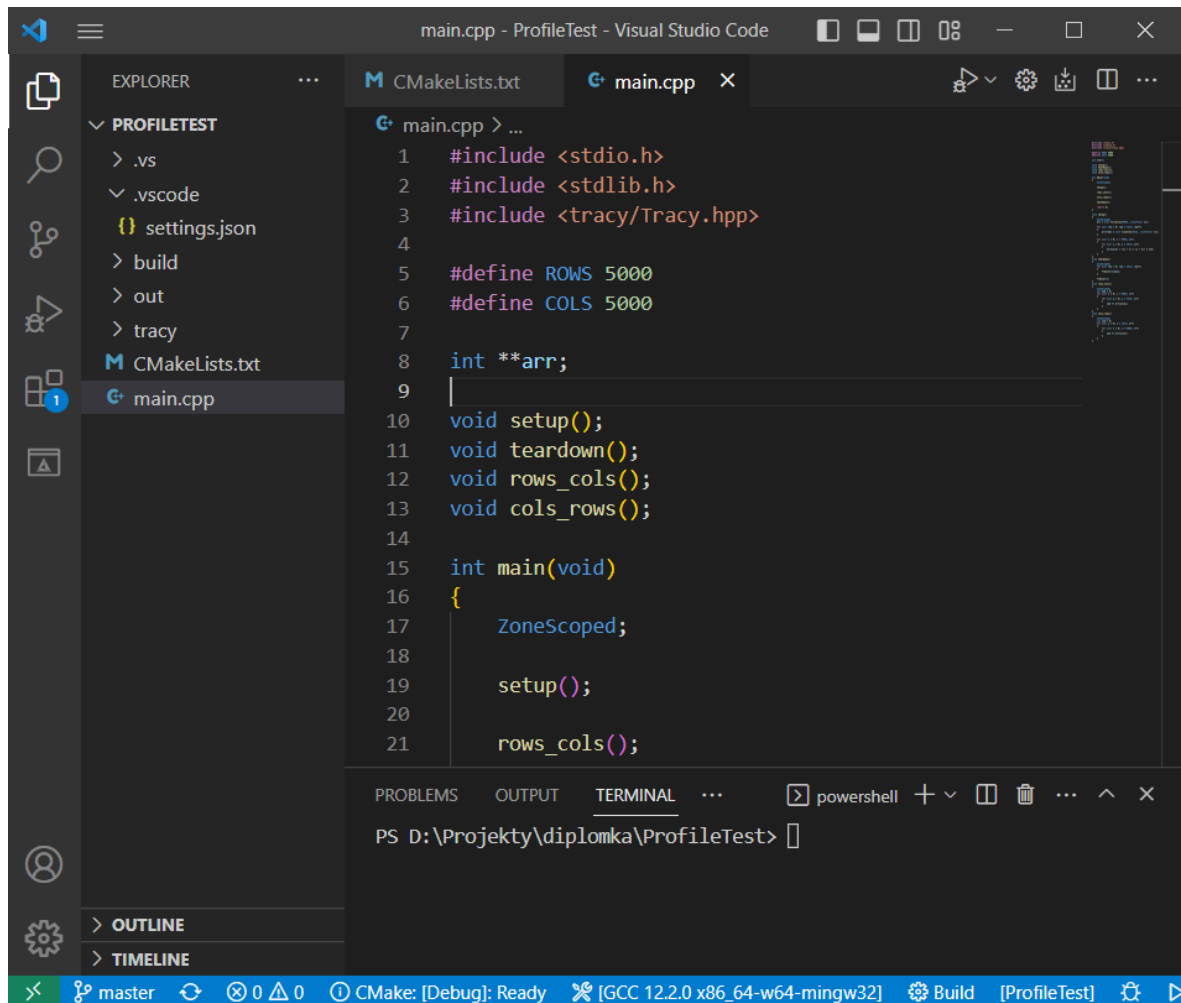 main.cpp - ProfileTest - Visual Studio Code
EXPLORER
PROFILETEST
.vs
.vscode
{} settings.json
build
out
tracy
M CMakeLists.txt
main.cpp
1
OUTLINE
TIMELINE
M CMakeLists.txt
main.cpp
main.cpp > ...
1 #include <stdio.h>
2 #include <stdlib.h>
3 #include <tracy/Tracy.hpp>
4
5 #define ROWS 5000
6 #define COLS 5000
7
8 int **arr;
9
10 void setup();
11 void teardown();
12 void rows_cols();
13 void cols_rows();
14
15 int main(void)
16 {
17 ZoneScoped;
18
19 setup();
20
21 rows_cols();
PROBLEMS OUTPUT TERMINAL ... powershell
PS D:\Projekty\diplomka\ProfileTest>
master 0 0 CMake: [Debug]: Ready [GCC 12.2.0 x86_64-w64-mingw32] Build [ProfileTest]